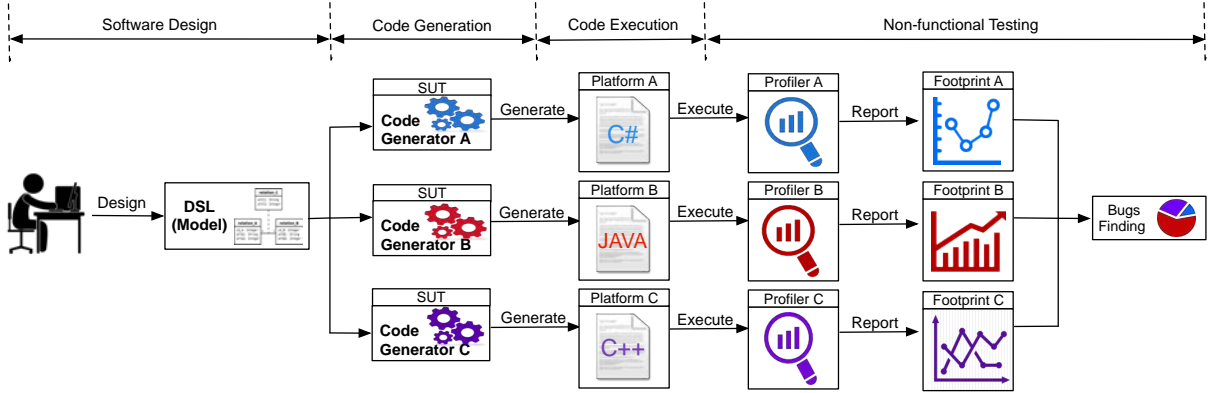 Software Design
Code Generation
Code Execution
Non-functional Testing
SUT
Code
Generator A
Generate
Platform A
C#
Execute
Profiler A
Report
Footprint A
Design
DSL
(Model)
SUT
Code
Generator B
Generate
Platform B
JAVA
Execute
Profiler B
Report
Footprint B
Bugs
Finding
SUT
Code
Generator C
Generate
Platform C
C++
Execute
Profiler C
Report
Footprint C